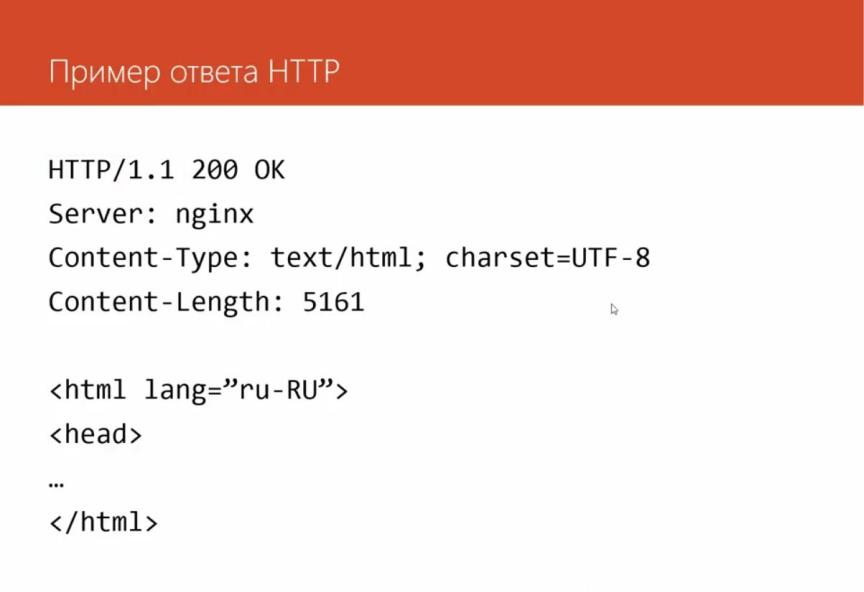 Пример ответа HTTP
HTTP/1.1 200 OK
Server: nginx
Content-Type: text/html; charset=UTF-8
Content-Length: 5161
<html lang=”ru-RU”>
<head>
…
</html>